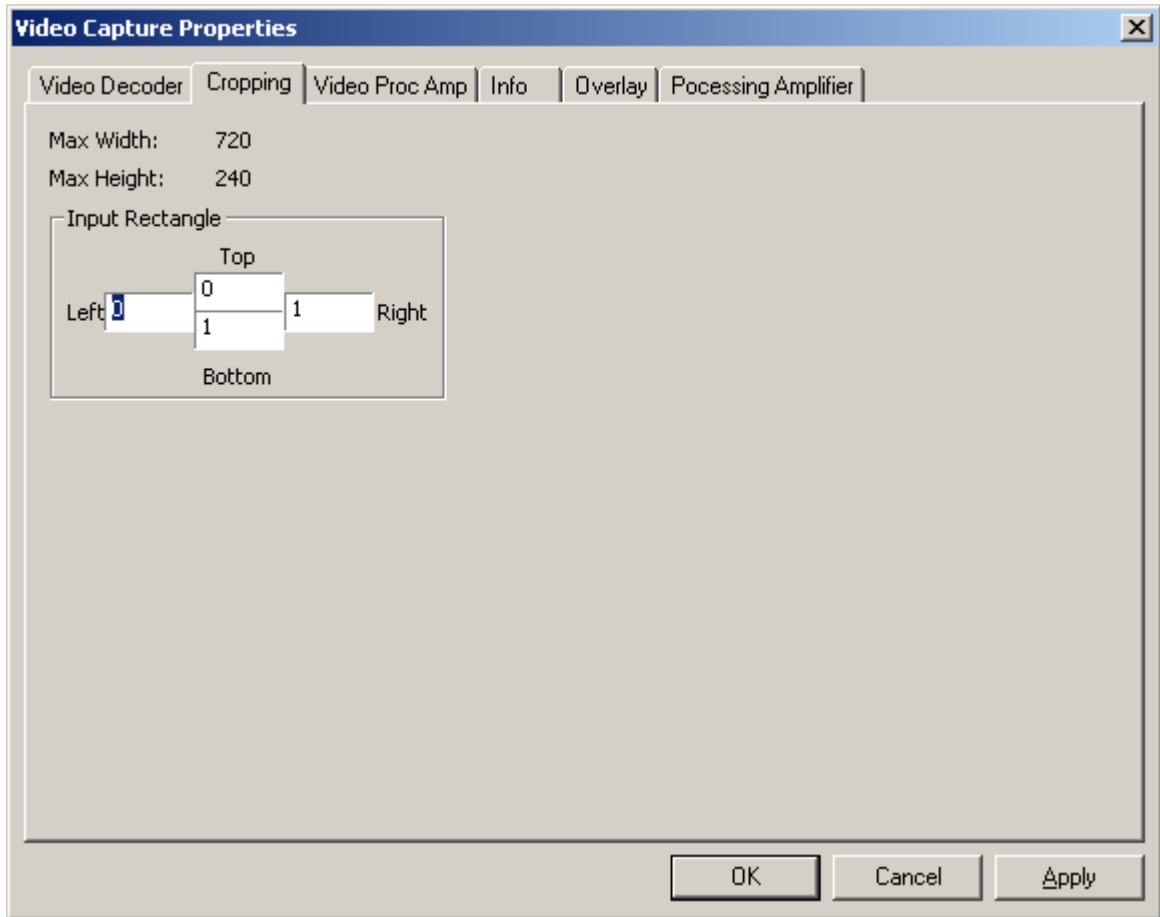 Video Capture Properties
Video Decoder Cropping Video Proc Amp Info Overlay Pocessing Amplifier
Max Width: 720
Max Height: 240
Input Rectangle
Top
0
Left 0 1 Right
1
Bottom
OK Cancel Apply